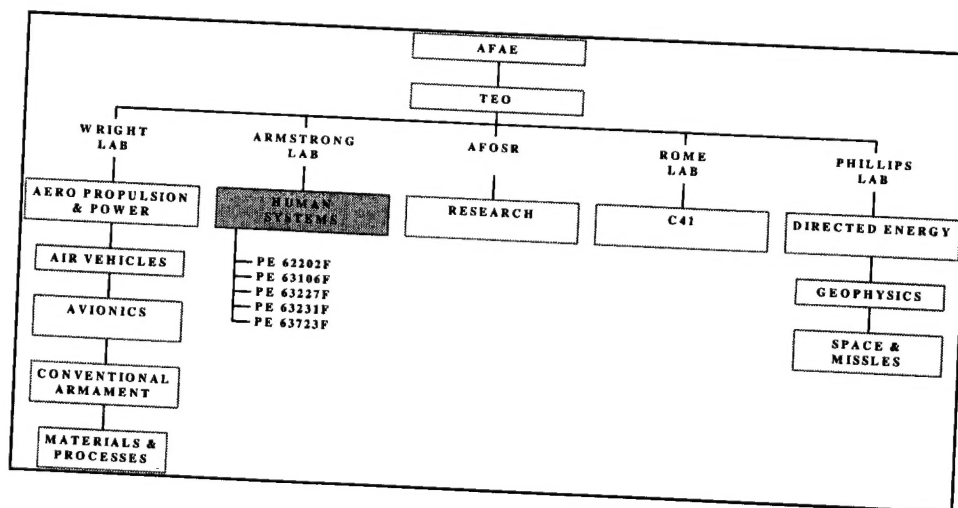 AFAE
TEO
WRIGHT
LAB
AERO PROPULSION
& POWER
AIR VEHICLES
AVIONICS
CONVENTIONAL
ARMAMENT
MATERIALS &
PROCESSES
ARMSTRONG
LAB
HUMAN
SYSTEMS
PE 62202F
PE 63106F
PE 63227F
PE 63231F
PE 63723F
AFOSR
RESEARCH
ROME
LAB
C41
PHILLIPS
LAB
DIRECTED ENERGY
GEOPHYSICS
SPACE &
MISSLES